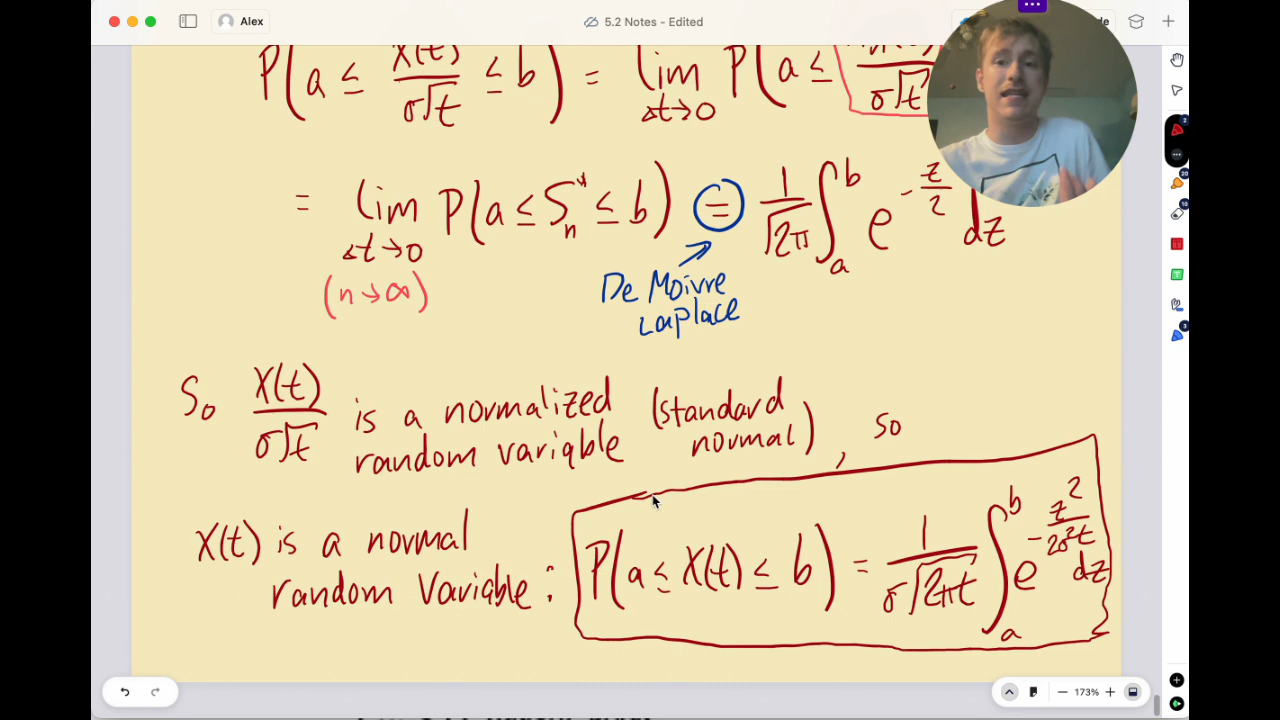 Alex
5.2 Notes - Edited
P(a ≤ X(t)/σ√t ≤ b) = lim Δt→0 P(a ≤ σ√t
= lim Δt→0 P(a ≤ Sₙ* ≤ b) = 1/√2π ∫ₐᵇ e^(-z/2) dz
(n→∞)
De Moivre
Laplace
So X(t)/σ√t is a normalized (standard
random variable normal), so
X(t) is a normal
random variable: P(a ≤ X(t) ≤ b) = 1/σ√2πt ∫ₐᵇ e^(-z²/2σ²t) dz
173%